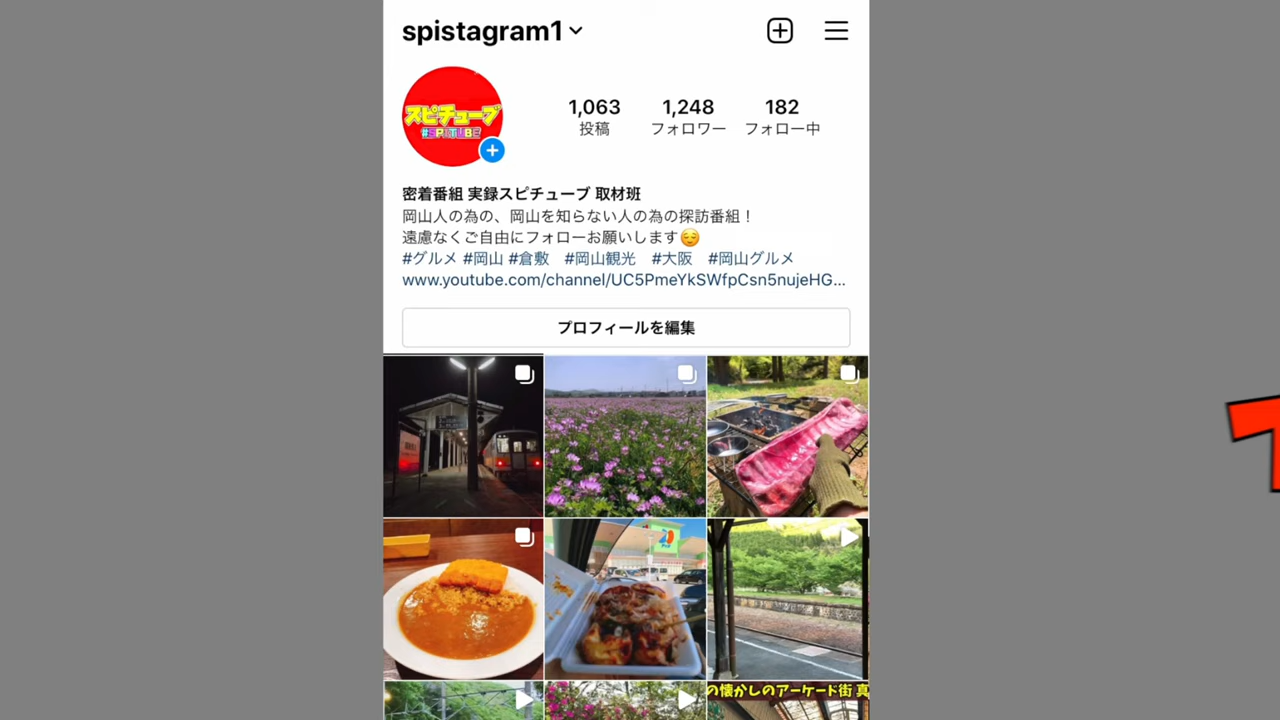 spistagram1
スピチューブ
#SPITUBE
1,063 1,248 182
投稿 フォロワー フォロー中
密着番組 実録スピチューブ 取材班
岡山人の為の、岡山を知らない人の為の探訪番組！
遠慮なくご自由にフォローお願いします😌
#グルメ #岡山 #倉敷 #岡山観光 #大阪 #岡山グルメ
www.youtube.com/channel/UC5PmeYkSWfpCsn5nujeHG...
プロフィールを編集
の懐かしのアーケード街 真